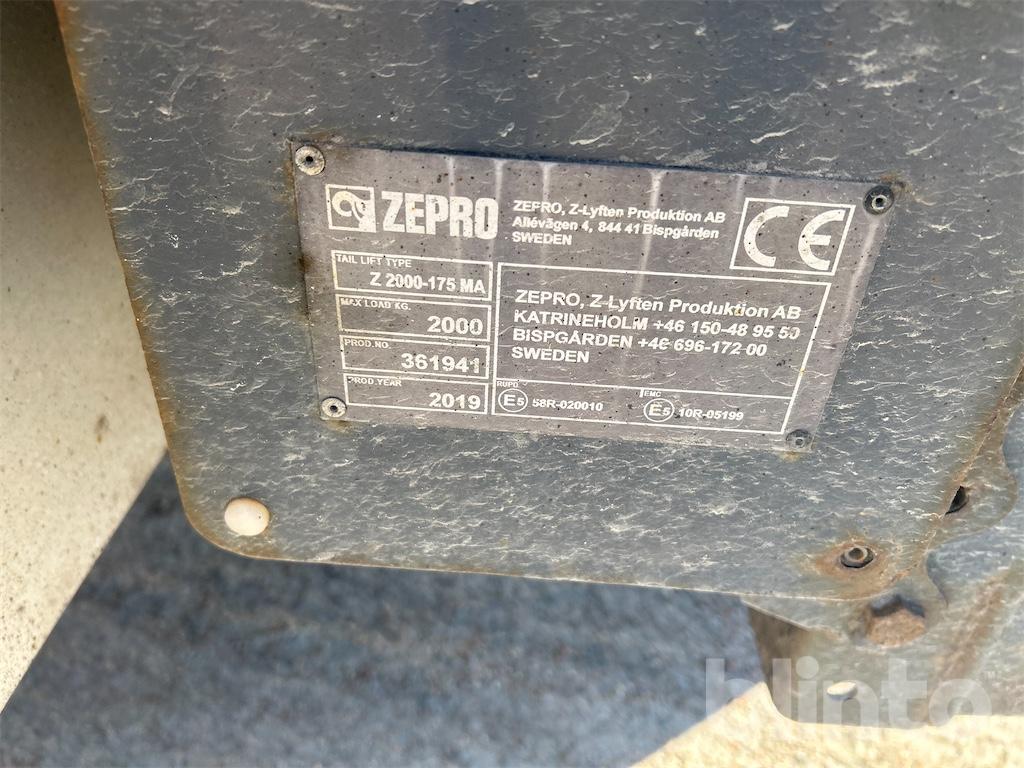 ZEPRO
ZEPRO, Z-Lyften Produktion AB
Allévägen 4, 844 41 Bispgården
SWEDEN
CE
TAIL LIFT TYPE
Z 2000-175 MA
MAX LOAD KG.
2000
PROD.NO.
361941
PROD.YEAR
2019
ZEPRO, Z-Lyften Produktion AB
KATRINEHOLM +46 150-48 95 50
BISPGÅRDEN +46 696-172 00
SWEDEN
RUPD
E5 58R-020010
EMC
E5 10R-05199
blinto